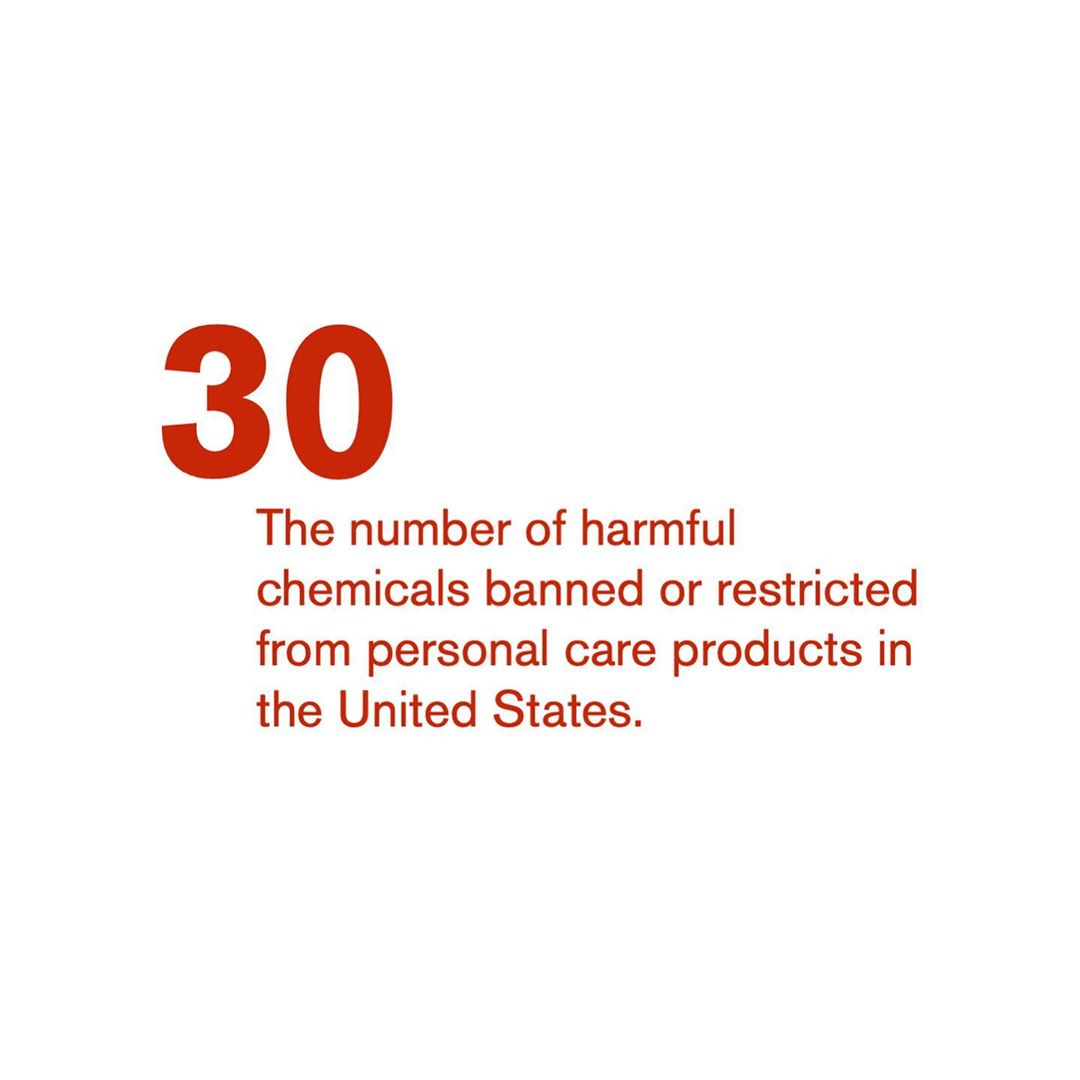 30
The number of harmful
chemicals banned or restricted
from personal care products in
the United States.